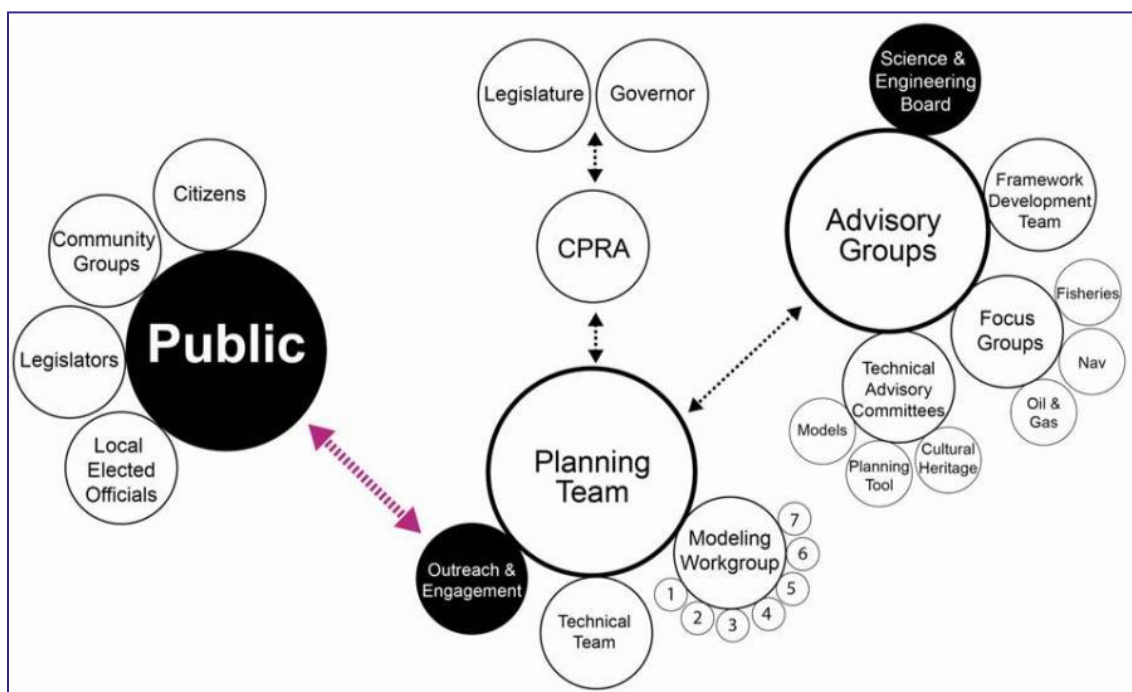 Science &
Engineering
Board
Legislature
Governor
Citizens
Framework
Development
Team
Advisory
Groups
Community
Groups
CPRA
Fisheries
Public
Focus
Groups
Legislators
Nav
Technical
Advisory
Committees
Oil &
Gas
Models
Local
Elected
Officials
Planning
Tool
Cultural
Heritage
Planning
Team
Modeling
Workgroup
7
6
5
4
3
2
1
Outreach &
Engagement
Technical
Team